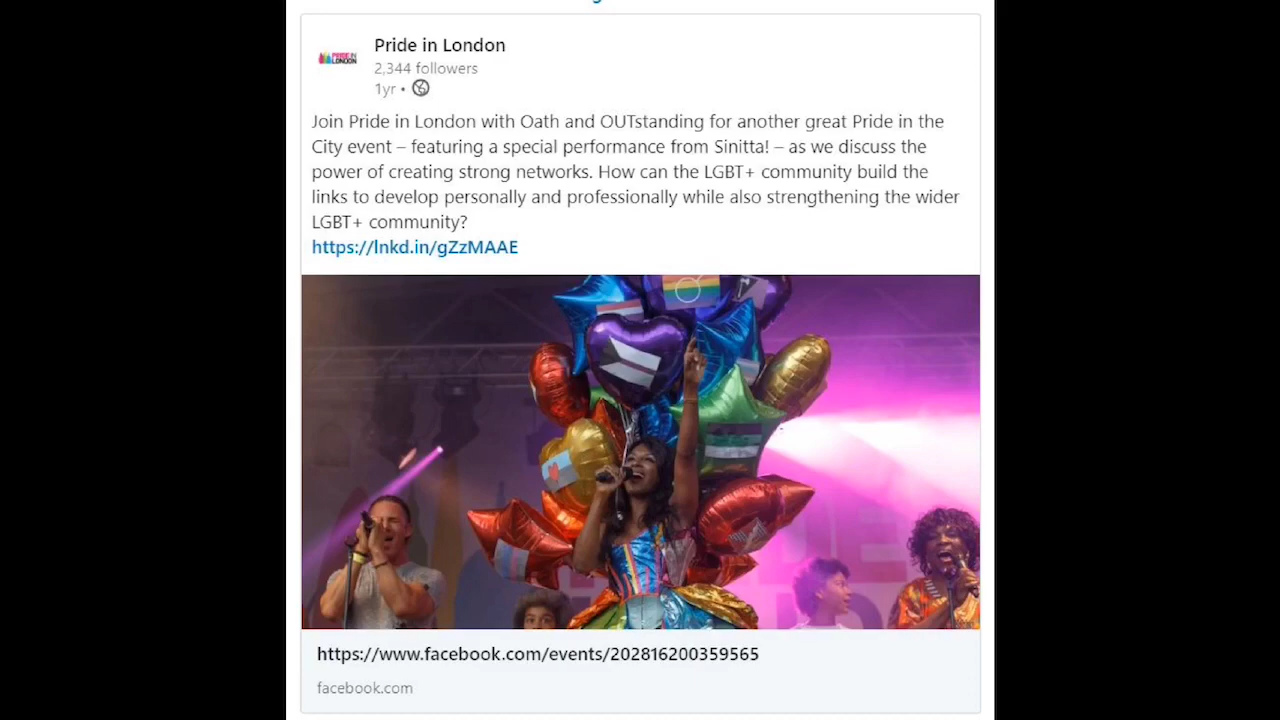 Pride in London
PRIDE IN
LONDON
2,344 followers
1yr •
Join Pride in London with Oath and OUTstanding for another great Pride in the
City event – featuring a special performance from Sinitta! – as we discuss the
power of creating strong networks. How can the LGBT+ community build the
links to develop personally and professionally while also strengthening the wider
LGBT+ community?
https://lnkd.in/gZzMAAE
https://www.facebook.com/events/202816200359565
facebook.com